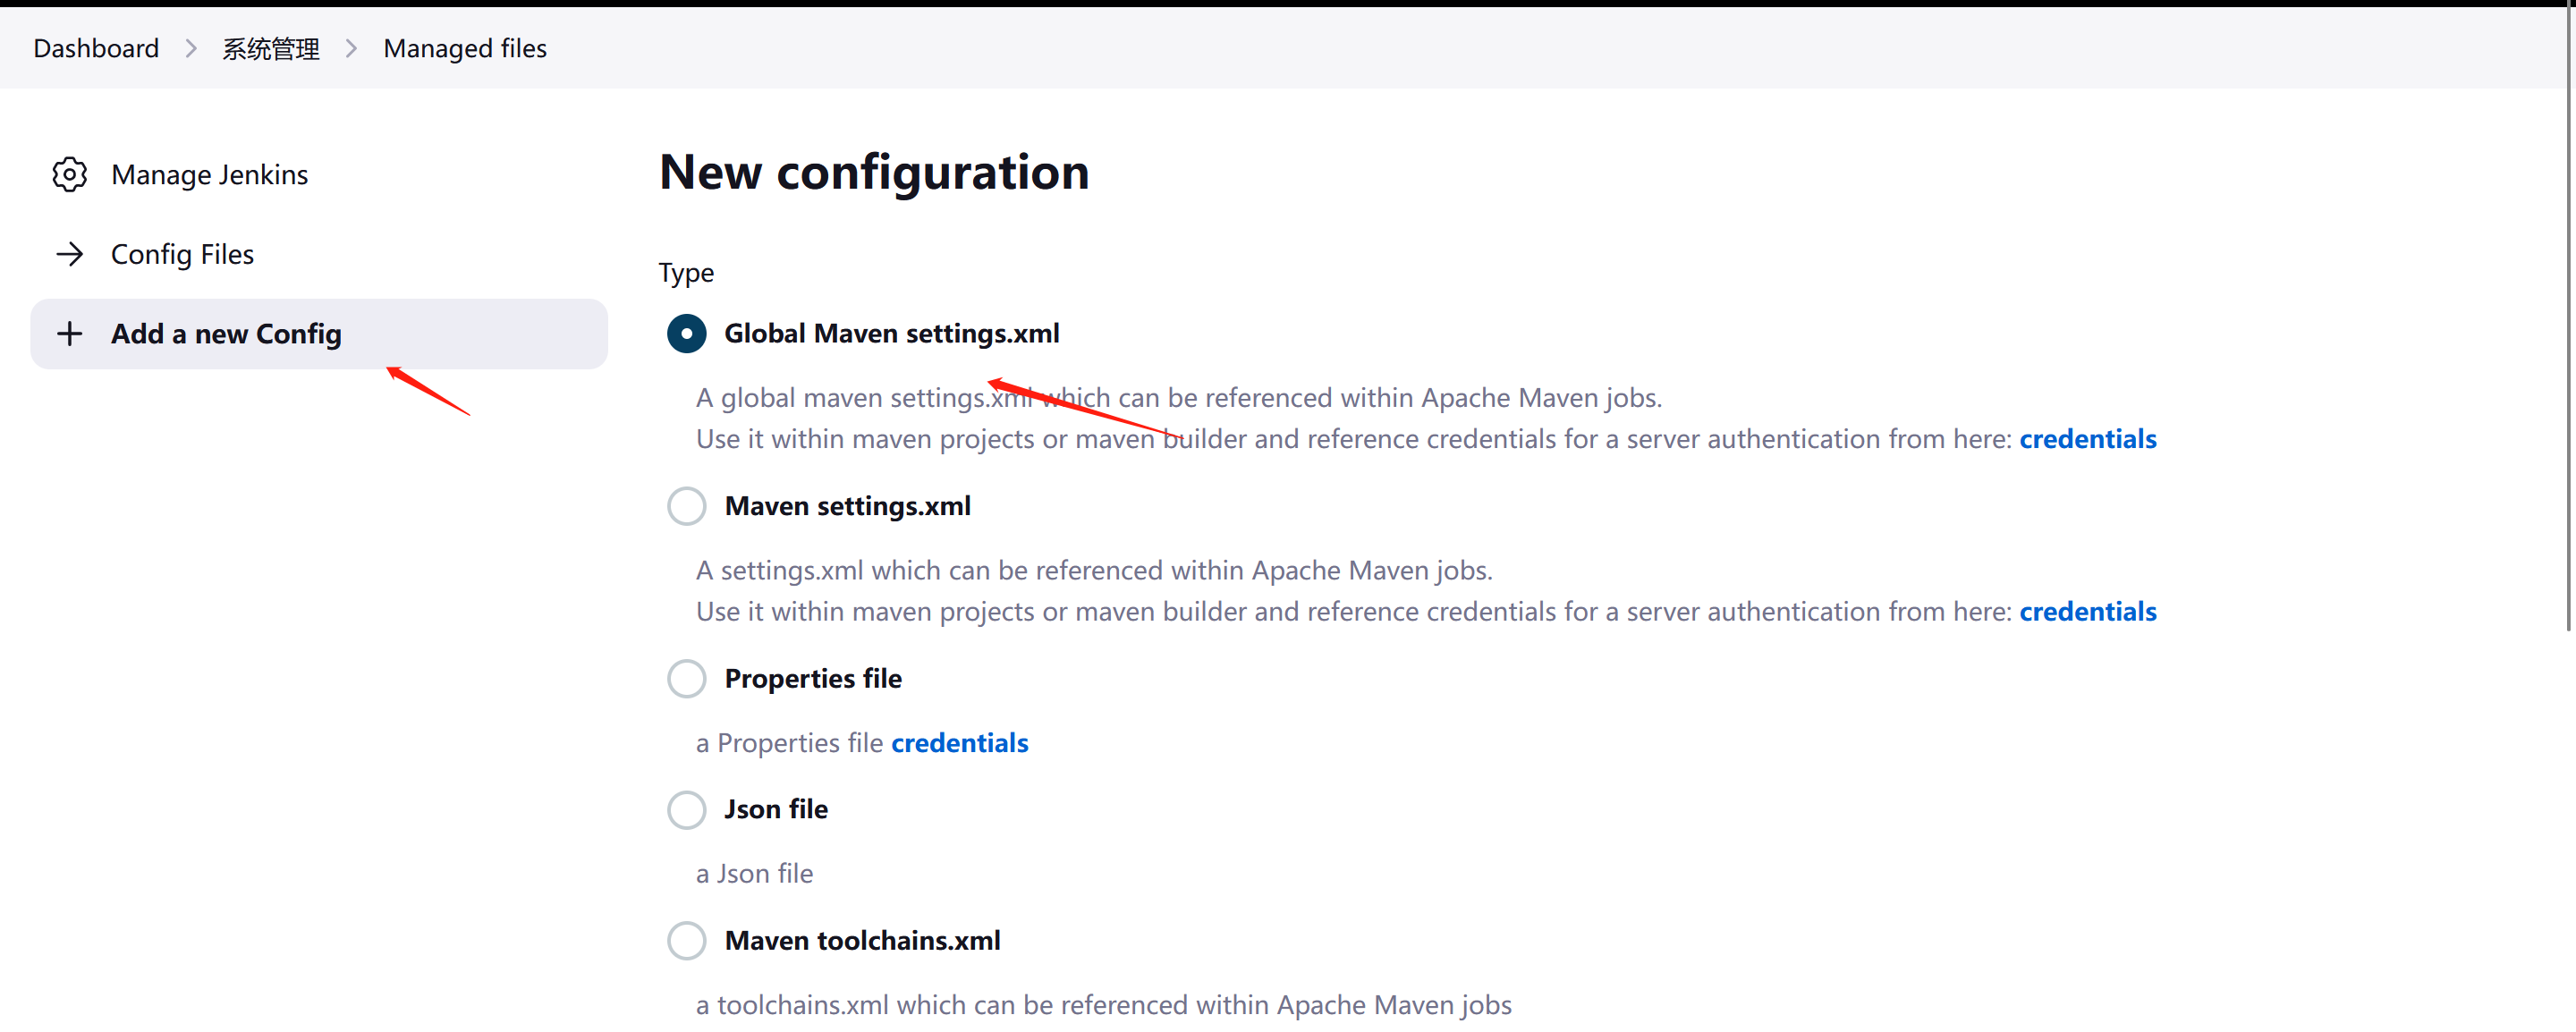 Dashboard > 系统管理 > Managed files
Manage Jenkins
Config Files
Add a new Config
New configuration
Type
Global Maven settings.xml
A global maven settings.xml which can be referenced within Apache Maven jobs.
Use it within maven projects or maven builder and reference credentials for a server authentication from here: credentials
Maven settings.xml
A settings.xml which can be referenced within Apache Maven jobs.
Use it within maven projects or maven builder and reference credentials for a server authentication from here: credentials
Properties file
a Properties file credentials
Json file
a Json file
Maven toolchains.xml
a toolchains.xml which can be referenced within Apache Maven jobs